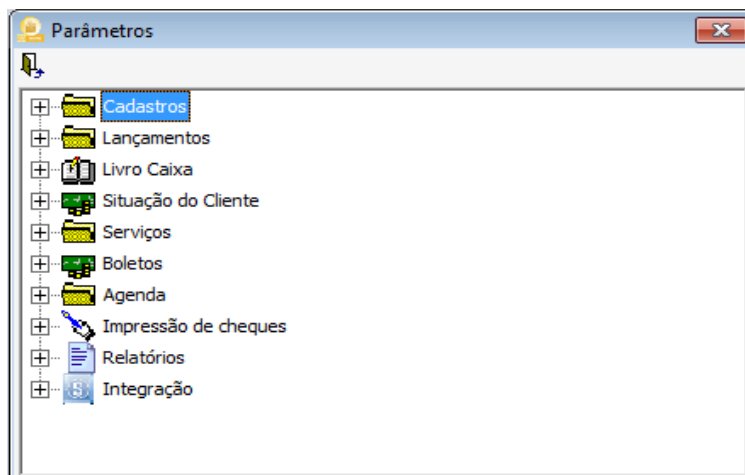 Parâmetros
Cadastros
Lançamentos
Livro Caixa
Situação do Cliente
Serviços
Boletos
Agenda
Impressão de cheques
Relatórios
Integração